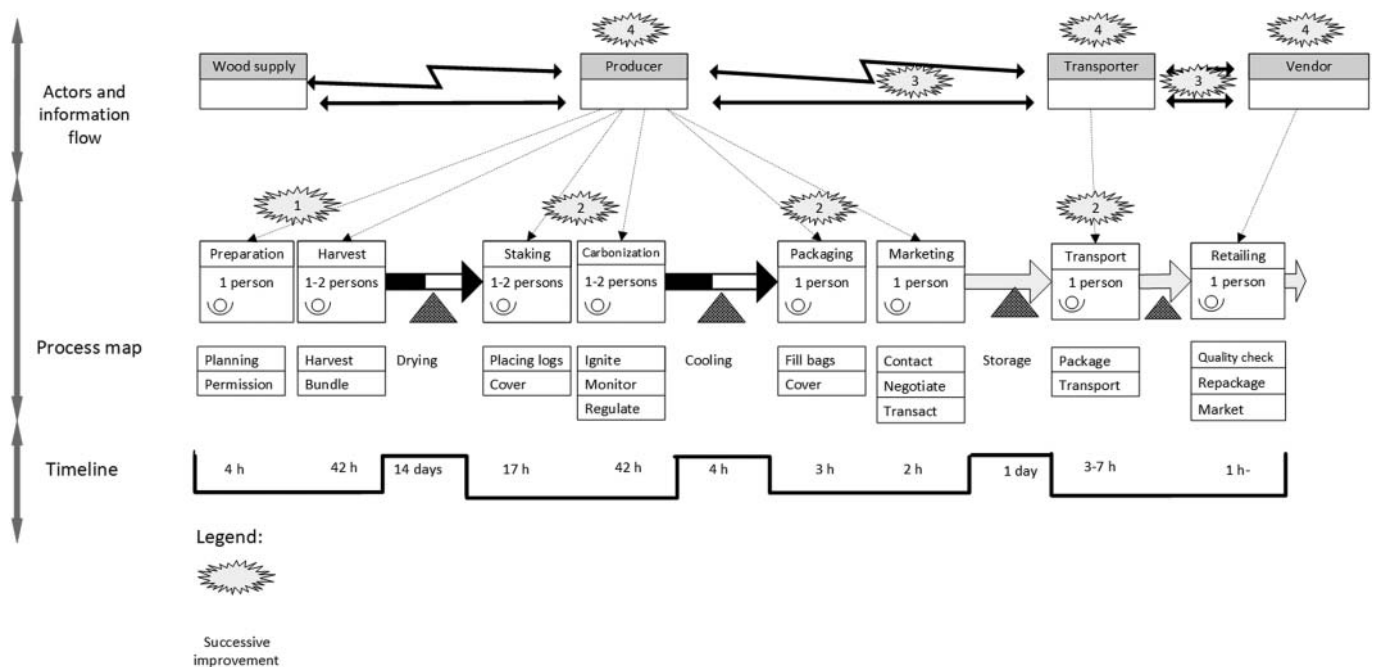 4
4
4
Wood supply
Producer
Transporter
Vendor
3
3
Actors and
information
flow
1
2
2
2
Preparation
Harvest
Staking
Carbonization
Packaging
Marketing
Transport
Retailing
1 person
1-2 persons
1-2 persons
1-2 persons
1 person
1 person
1 person
1 person
Process map
Planning
Permission
Harvest
Bundle
Drying
Placing logs
Cover
Ignite
Monitor
Regulate
Cooling
Fill bags
Cover
Contact
Negotiate
Transact
Storage
Package
Transport
Quality check
Repackage
Market
Timeline
4 h
42 h
14 days
17 h
42 h
4 h
3 h
2 h
1 day
3-7 h
1 h-
Legend:
Successive
improvement